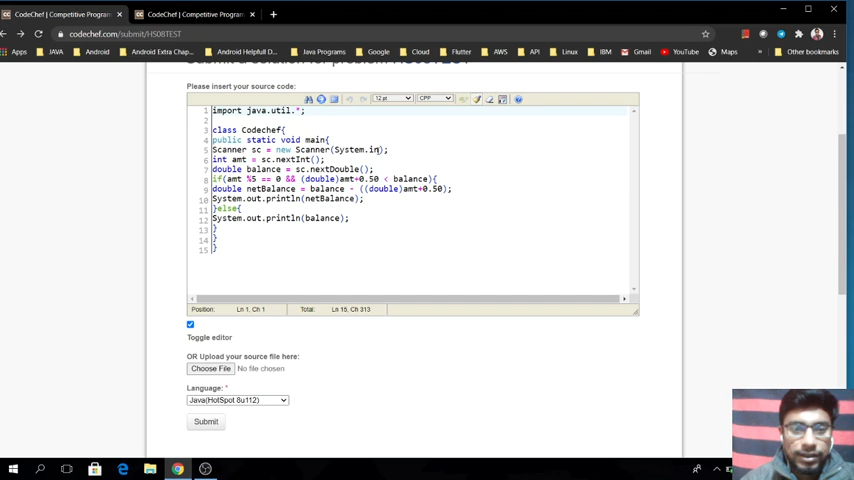 CodeChef | Competitive Program
CodeChef | Competitive Program
codechef.com/submit/HS08TEST
Apps
JAVA
Android
Android Extra Chap...
Android Helpfull D...
Java Programs
Google
Cloud
Flutter
AWS
API
Linux
IBM
Gmail
YouTube
Maps
»
Other bookmarks
Submit a solution for problem HS08TEST
Please insert your source code:
12 pt
CPP
1 import java.util.*;
2
3 class Codechef{
4 public static void main{
5 Scanner sc = new Scanner(System.in);
6 int amt = sc.nextInt();
7 double balance = sc.nextDouble();
8 if(amt %5 == 0 && (double)amt+0.50 < balance){
9 double netBalance = balance - ((double)amt+0.50);
10 System.out.println(netBalance);
11 }else{
12 System.out.println(balance);
13 }
14 }
15 }
Position: Ln 1, Ch 1 Total: Ln 15, Ch 313
Toggle editor
OR Upload your source file here:
Choose File No file chosen
Language: *
Java(HotSpot 8u112)
Submit